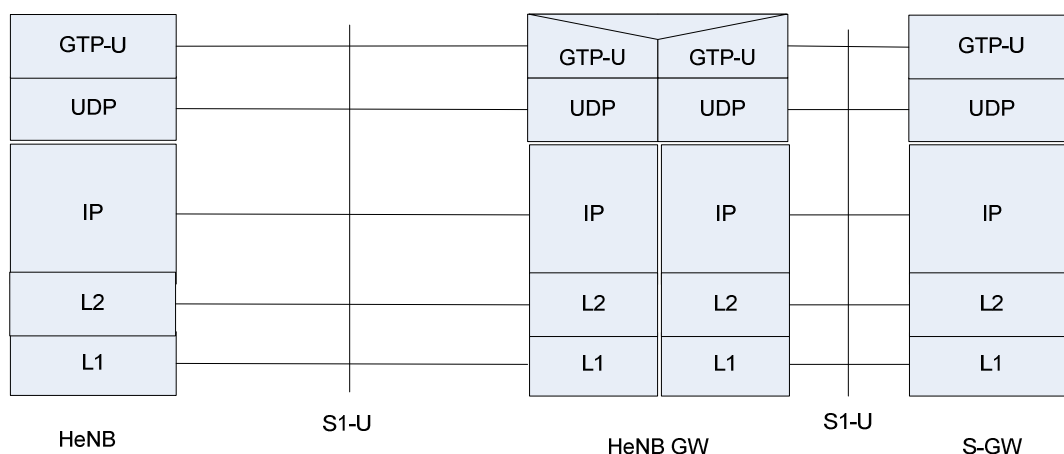 GTP-U GTP-U GTP-U GTP-U
UDP UDP UDP UDP
IP IP IP IP
L2 L2 L2 L2
L1 L1 L1 L1
S1-U S1-U
HeNB HeNB GW S-GW